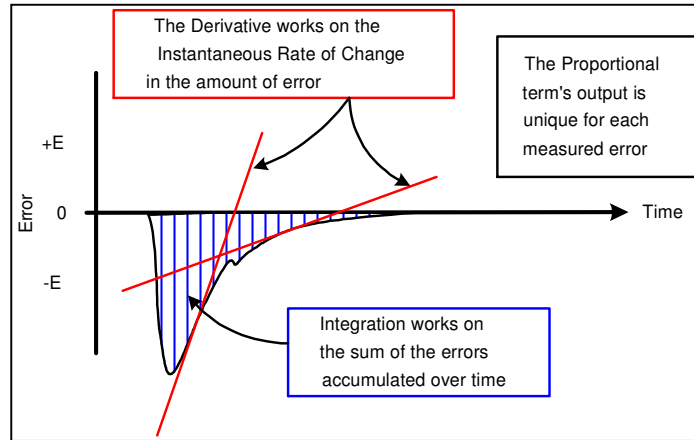 The Derivative works on the
Instantaneous Rate of Change
in the amount of error
The Proportional
term's output is
unique for each
measured error
+E
0
-E
Error
Time
Integration works on
the sum of the errors
accumulated over time